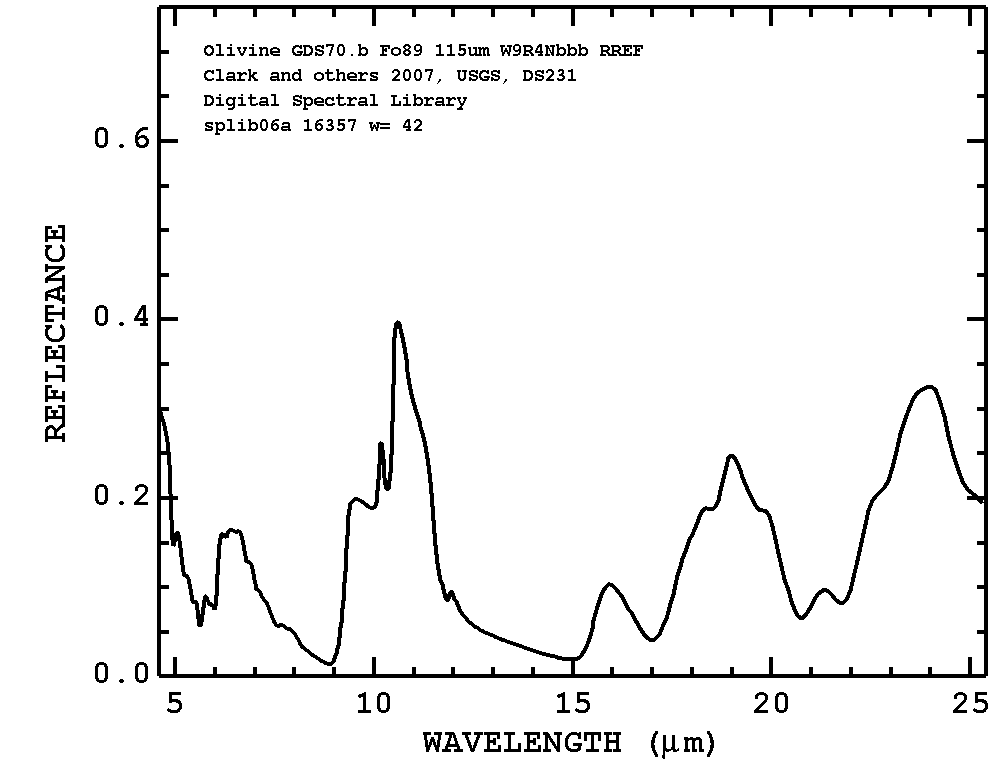 Olivine GDS70.b Fo89 115um W9R4Nbbb RREF
Clark and others 2007, USGS, DS231
Digital Spectral Library
splib06a 16357 w= 42
REFLECTANCE
0.6
0.4
0.2
0.0
5 10 15 20 25
WAVELENGTH (μm)